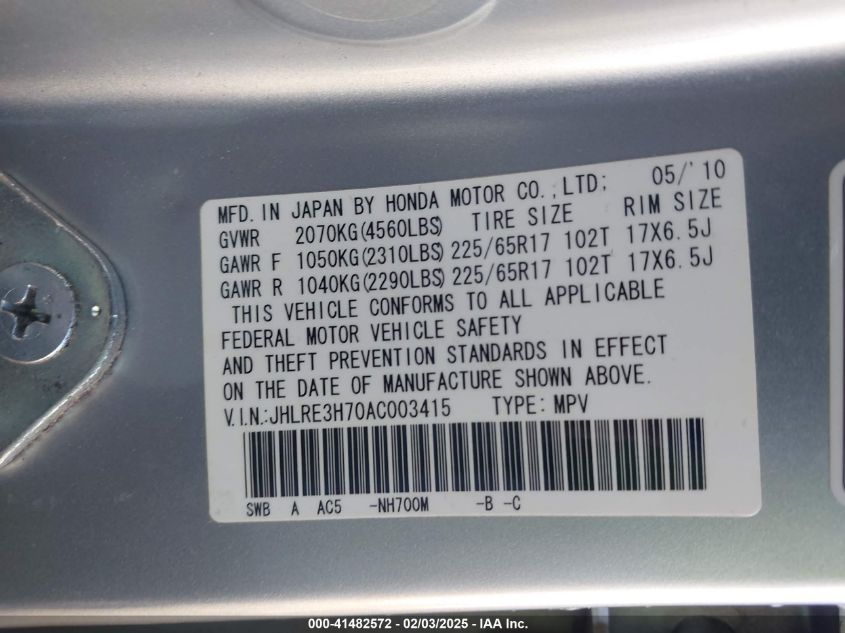 MFD. IN JAPAN BY HONDA MOTOR CO., LTD; 05/'10
GVWR 2070KG(4560LBS) TIRE SIZE RIM SIZE
GAWR F 1050KG(2310LBS) 225/65R17 102T 17X6.5J
GAWR R 1040KG(2290LBS) 225/65R17 102T 17X6.5J
THIS VEHICLE CONFORMS TO ALL APPLICABLE
FEDERAL MOTOR VEHICLE SAFETY
AND THEFT PREVENTION STANDARDS IN EFFECT
ON THE DATE OF MANUFACTURE SHOWN ABOVE.
V.I.N.:JHLRE3H70AC003415 TYPE: MPV
SWB A AC5 -NH700M -B -C
000-41482572 - 02/03/2025 - IAA Inc.